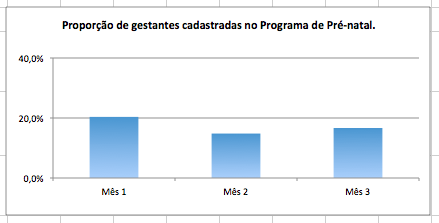 Proporção de gestantes cadastradas no Programa de Pré-natal.
40,0%
20,0%
0,0%
Mês 1 Mês 2 Mês 3